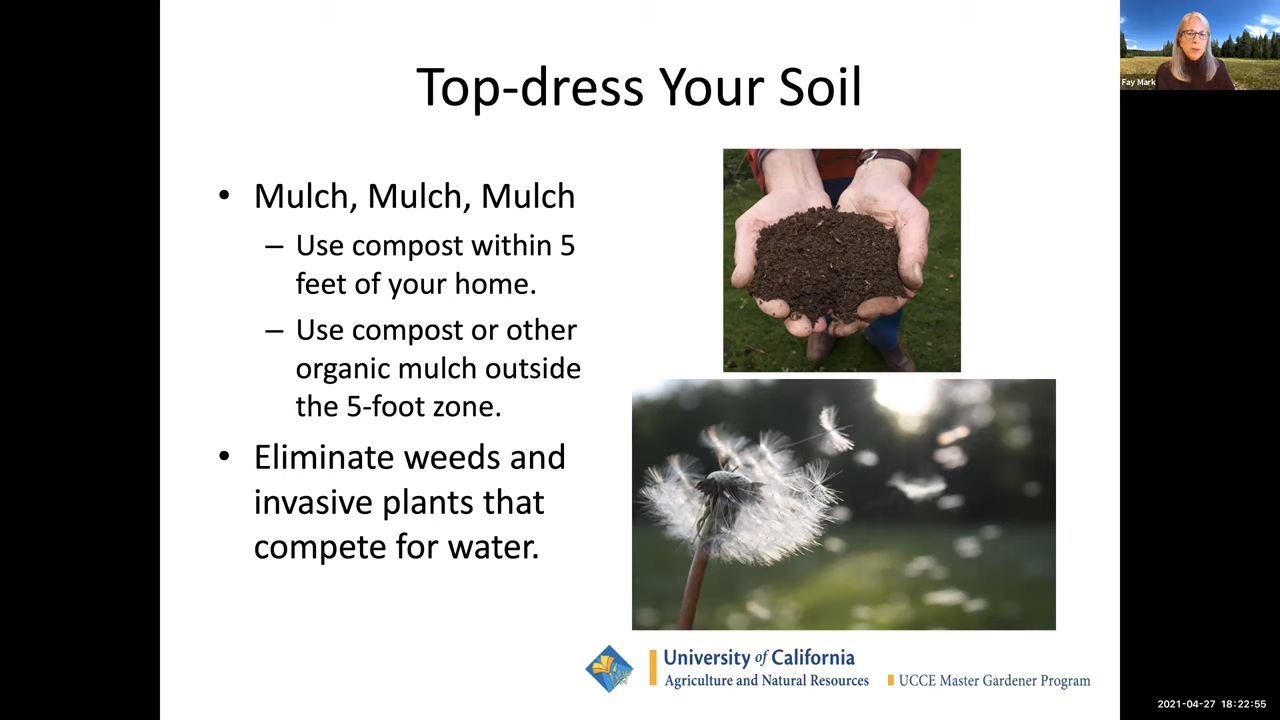 Top-dress Your Soil
• Mulch, Mulch, Mulch
– Use compost within 5
feet of your home.
– Use compost or other
organic mulch outside
the 5-foot zone.
• Eliminate weeds and
invasive plants that
compete for water.
University of California
Agriculture and Natural Resources
UCCE Master Gardener Program
Fay Mark
2021-04-27 18:22:55